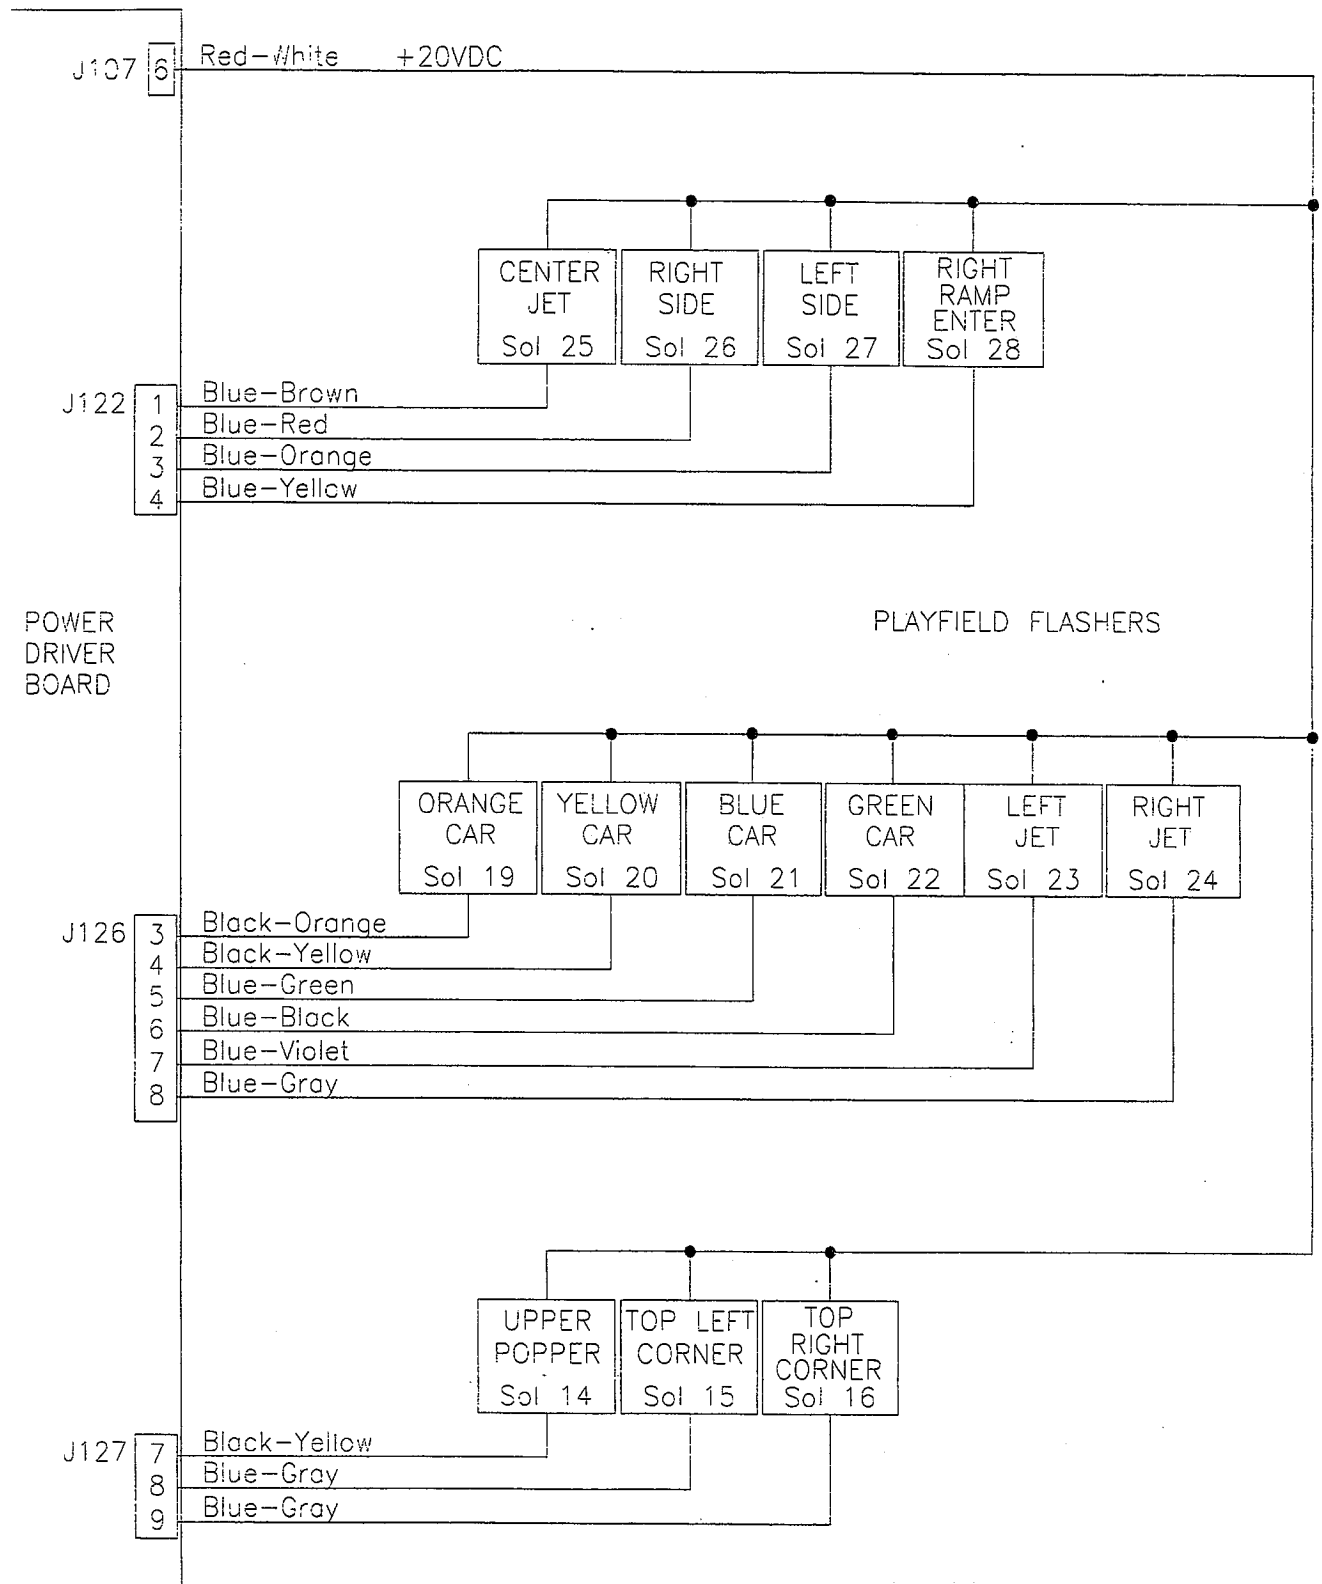 J107 6 Red-White +20VDC
CENTER JET Sol 25
RIGHT SIDE Sol 26
LEFT SIDE Sol 27
RIGHT RAMP ENTER Sol 28
J122
1 Blue-Brown
2 Blue-Red
3 Blue-Orange
4 Blue-Yellow
POWER
DRIVER
BOARD
PLAYFIELD FLASHERS
ORANGE CAR Sol 19
YELLOW CAR Sol 20
BLUE CAR Sol 21
GREEN CAR Sol 22
LEFT JET Sol 23
RIGHT JET Sol 24
J126
3 Black-Orange
4 Black-Yellow
5 Blue-Green
6 Blue-Black
7 Blue-Violet
8 Blue-Gray
UPPER POPPER Sol 14
TOP LEFT CORNER Sol 15
TOP RIGHT CORNER Sol 16
J127
7 Black-Yellow
8 Blue-Gray
9 Blue-Gray